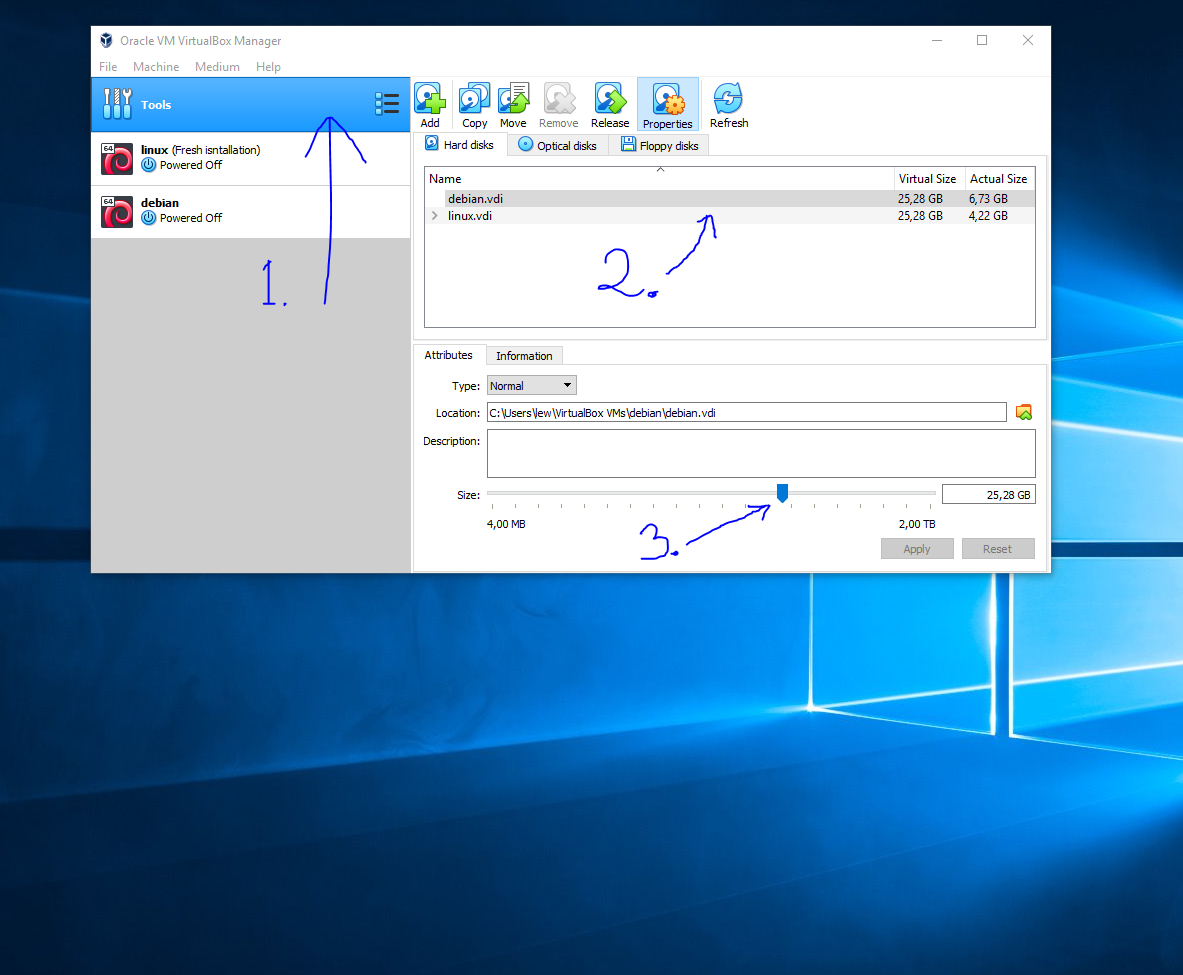 Oracle VM VirtualBox Manager
File Machine Medium Help
Tools
Add Copy Move Remove Release Properties Refresh
Hard disks Optical disks Floppy disks
64 linux (Fresh isntallation)
Powered Off
64 debian
Powered Off
Name Virtual Size Actual Size
debian.vdi 25,28 GB 6,73 GB
linux.vdi 25,28 GB 4,22 GB
1.
2.
Attributes Information
Type: Normal
Location: C:\Users\lew\VirtualBox VMs\debian\debian.vdi
Description:
Size: 25,28 GB
4,00 MB 2,00 TB
3.
Apply Reset